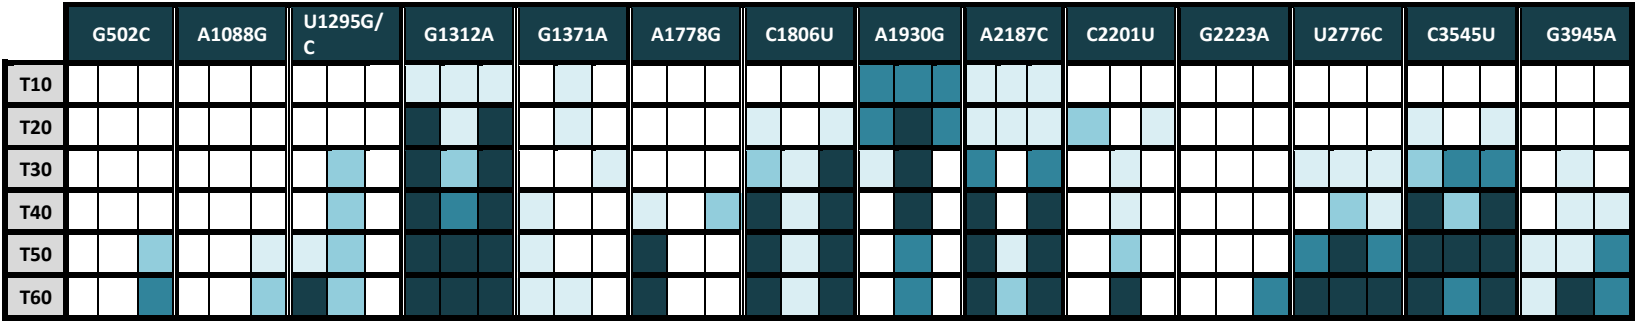 G502C A1088G U1295G/ G1312A G1371A A1778G C1806U A1930G A2187C C2201U G2223A U2776C C3545U G3945A
C
T10
T20
T30
T40
T50
T60